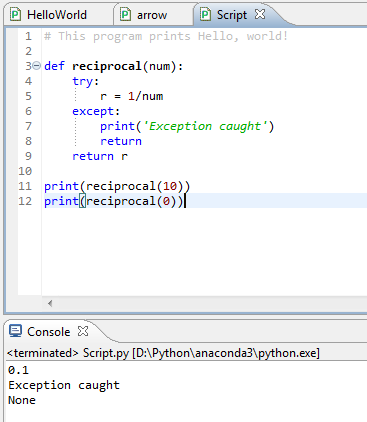 HelloWorld arrow Script
1 # This program prints Hello, world!
2
3 def reciprocal(num):
4     try:
5         r = 1/num
6     except:
7         print('Exception caught')
8         return
9     return r
10
11 print(reciprocal(10))
12 print(reciprocal(0))
Console
<terminated> Script.py [D:\Python\anaconda3\python.exe]
0.1
Exception caught
None